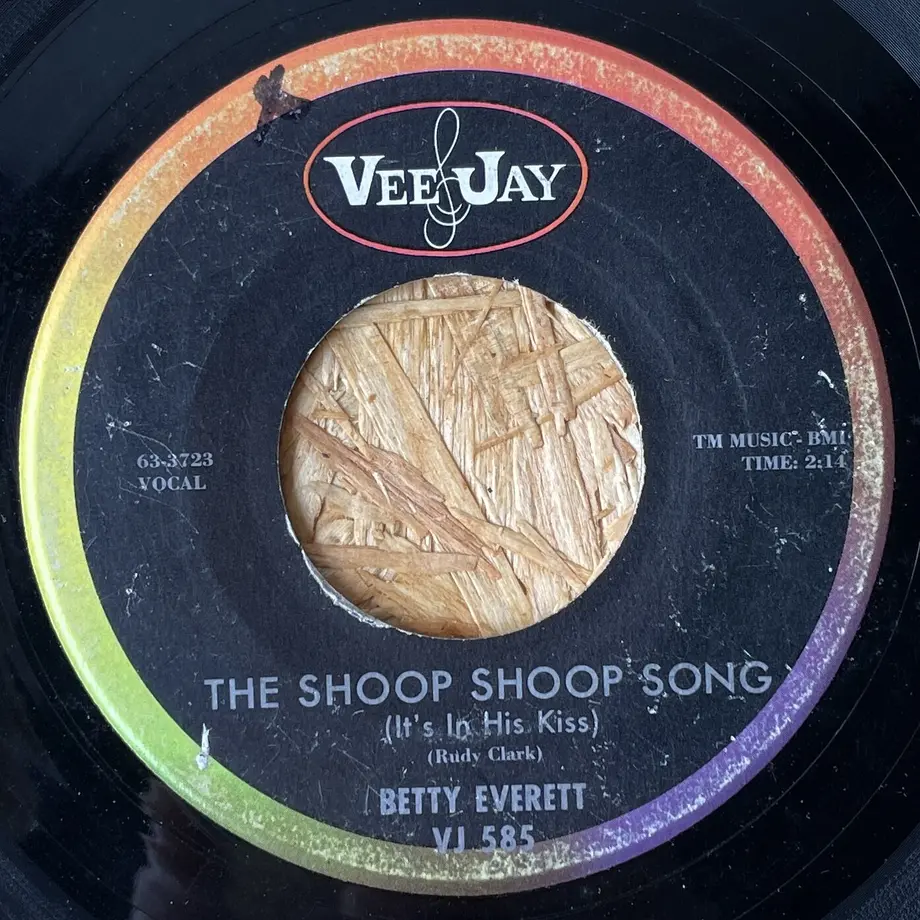 VEE JAY
63-3723
VOCAL
TM MUSIC - BMI
TIME: 2:14
THE SHOOP SHOOP SONG
(It's In His Kiss)
(Rudy Clark)
BETTY EVERETT
VJ 585